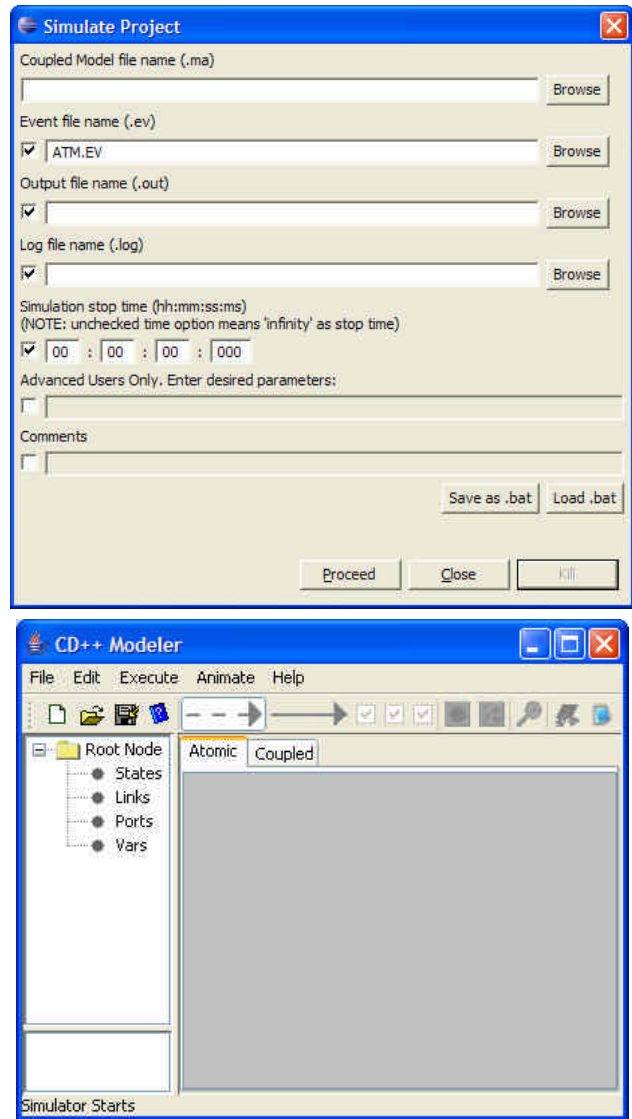 Simulate Project
Coupled Model file name (.ma)
Browse
Event file name (.ev)
ATM.EV
Browse
Output file name (.out)
Browse
Log file name (.log)
Browse
Simulation stop time (hh:mm:ss:ms)
(NOTE: unchecked time option means 'infinity' as stop time)
00 : 00 : 00 : 000
Advanced Users Only. Enter desired parameters:
Comments
Save as .bat Load .bat
Proceed Close Kill
CD++ Modeler
File Edit Execute Animate Help
Root Node
States
Links
Ports
Vars
Atomic Coupled
Simulator Starts